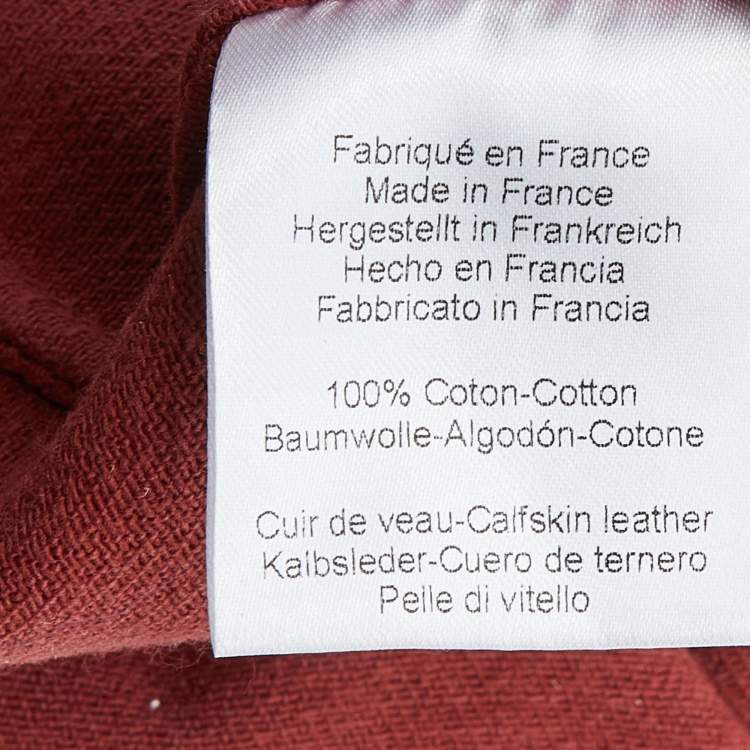 Fabriqué en France
Made in France
Hergestellt in Frankreich
Hecho en Francia
Fabbricato in Francia
100% Coton-Cotton
Baumwolle-Algodón-Cotone
Cuir de veau-Calfskin leather
Kalbsleder-Cuero de ternero
Pelle di vitello